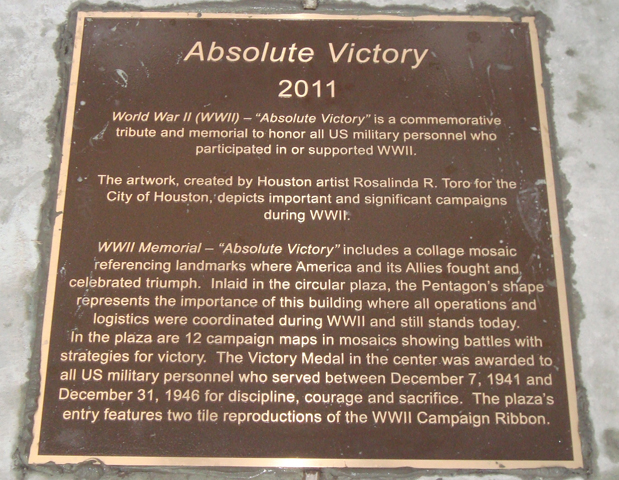 Absolute Victory
2011
World War II (WWII) – “Absolute Victory” is a commemorative
tribute and memorial to honor all US military personnel who
participated in or supported WWII.
The artwork, created by Houston artist Rosalinda R. Toro for the
City of Houston, depicts important and significant campaigns
during WWII.
WWII Memorial – “Absolute Victory” includes a collage mosaic
referencing landmarks where America and its Allies fought and
celebrated triumph. Inlaid in the circular plaza, the Pentagon's shape
represents the importance of this building where all operations and
logistics were coordinated during WWII and still stands today.
In the plaza are 12 campaign maps in mosaics showing battles with
strategies for victory. The Victory Medal in the center was awarded to
all US military personnel who served between December 7, 1941 and
December 31, 1946 for discipline, courage and sacrifice. The plaza's
entry features two tile reproductions of the WWII Campaign Ribbon.